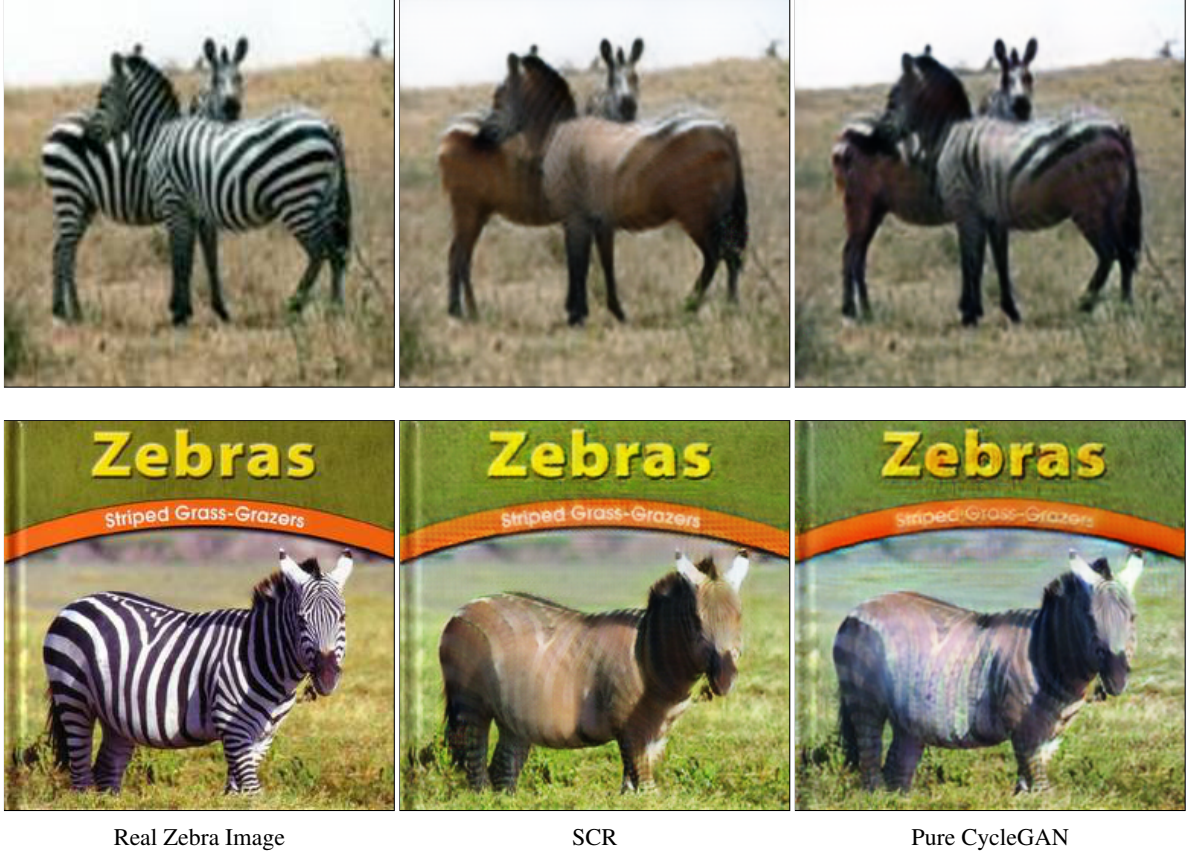 Zebras
Striped Grass-Grazers
Zebras
Striped Grass-Grazers
Zebras
Striped Grass-Grazers
Real Zebra Image
SCR
Pure CycleGAN